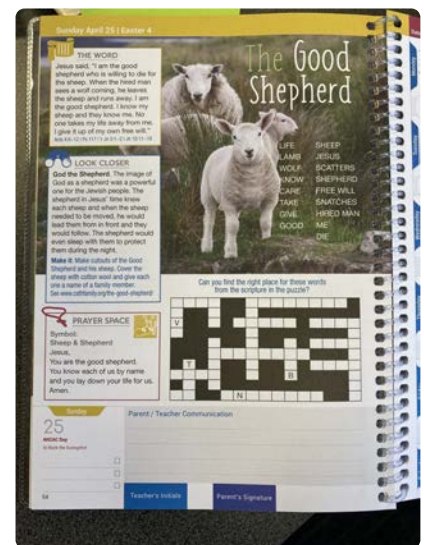 Sunday April 25 | Easter 4
THE WORD
Jesus said, "I am the good
shepherd who is willing to die for
the sheep. When the hired man
sees a wolf coming, he leaves
the sheep and runs away. I am
the good shepherd. I know my
sheep and they know me. No
one takes my life away from me.
I give it up of my own free will."
The Good
Shepherd
LIFE SHEEP
LAMB JESUS
WOLF SCATTERS
KNOW SHEPHERD
CARE FREE WILL
TAKE SNATCHES
GIVE HIRED MAN
GOOD ME
DIE
LOOK CLOSER
God the Shepherd. The image of
God as a shepherd was a powerful
one for the Jewish people. The
shepherd in Jesus' time knew
each sheep and when the sheep
needed to be moved, he would
lead them from in front and they
would follow. The shepherd would
even sleep with them to protect
them during the night.
Make it: Make cutouts of the Good
Shepherd and his sheep. Cover the
sheep with cotton wool and give each
one a name of a family member.
See www.cathfamily.org/the-good-shepherd/
Can you find the right place for these words
from the scripture in the puzzle?
V
T
B
N
PRAYER SPACE
Symbol:
Sheep & Shepherd
Jesus,
You are the good shepherd.
You know each of us by name
and you lay down your life for us.
Amen.
Sunday
25
ANZAC Day
Parent / Teacher Communication
Teacher's Initials
Parent's Signature